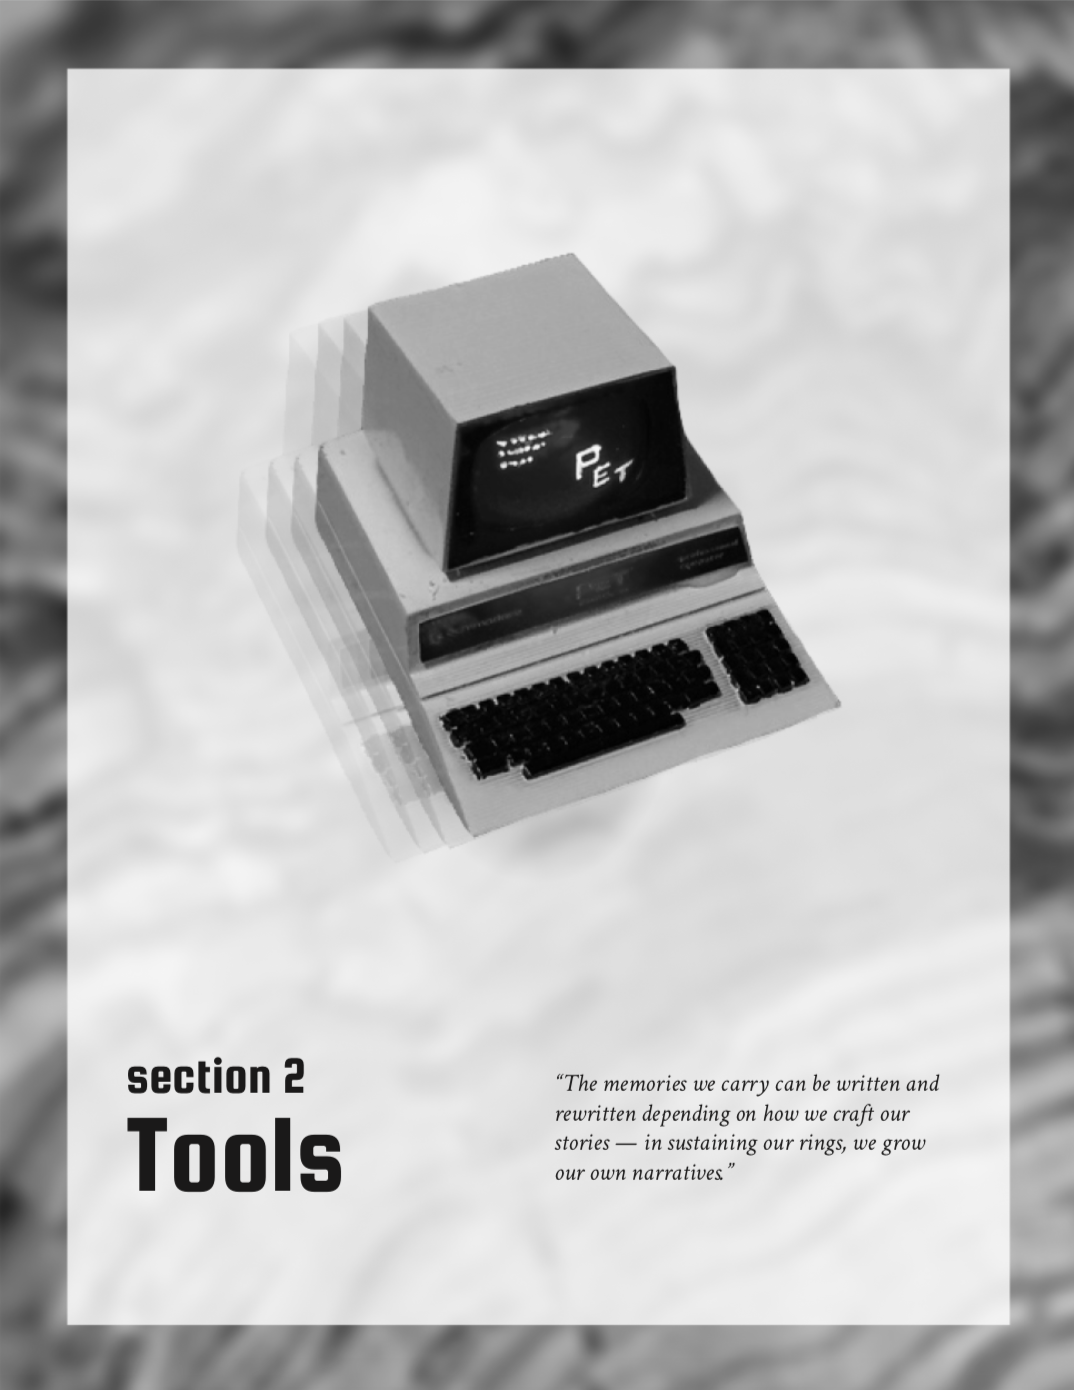 PET
PET
section 2
Tools
“The memories we carry can be written and
rewritten depending on how we craft our
stories — in sustaining our rings, we grow
our own narratives.”